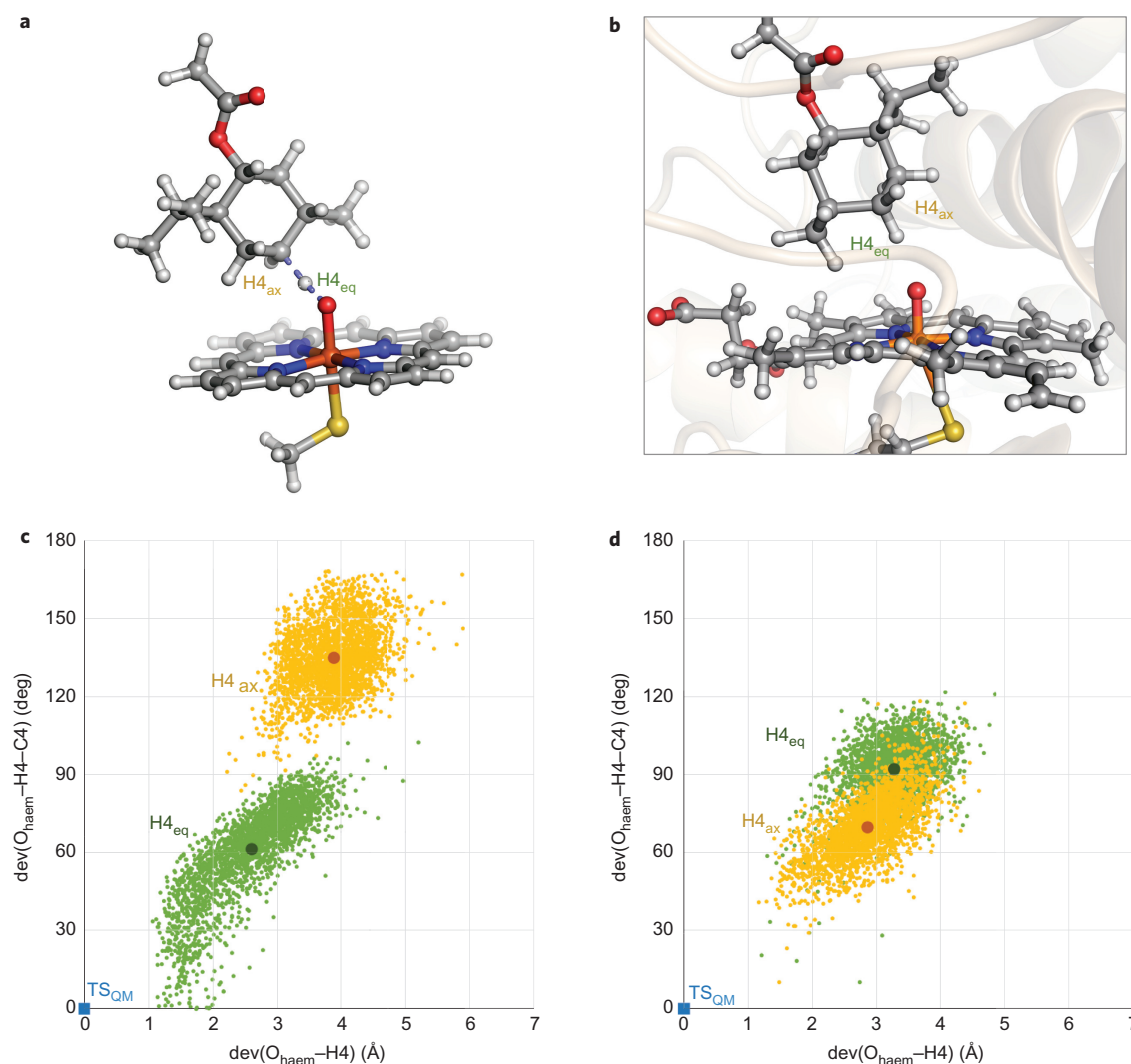 a
b
H4ax
H4eq
H4ax
H4eq
c
d
180
150
120
90
60
30
0
H4 ax
H4eq
TSQM
0 1 2 3 4 5 6 7
dev(Ohaem–H4) (Å)
dev(Ohaem–H4–C4) (deg)
180
150
120
90
60
30
0
H4eq
H4ax
TSQM
0 1 2 3 4 5 6 7
dev(Ohaem–H4) (Å)
dev(Ohaem–H4–C4) (deg)